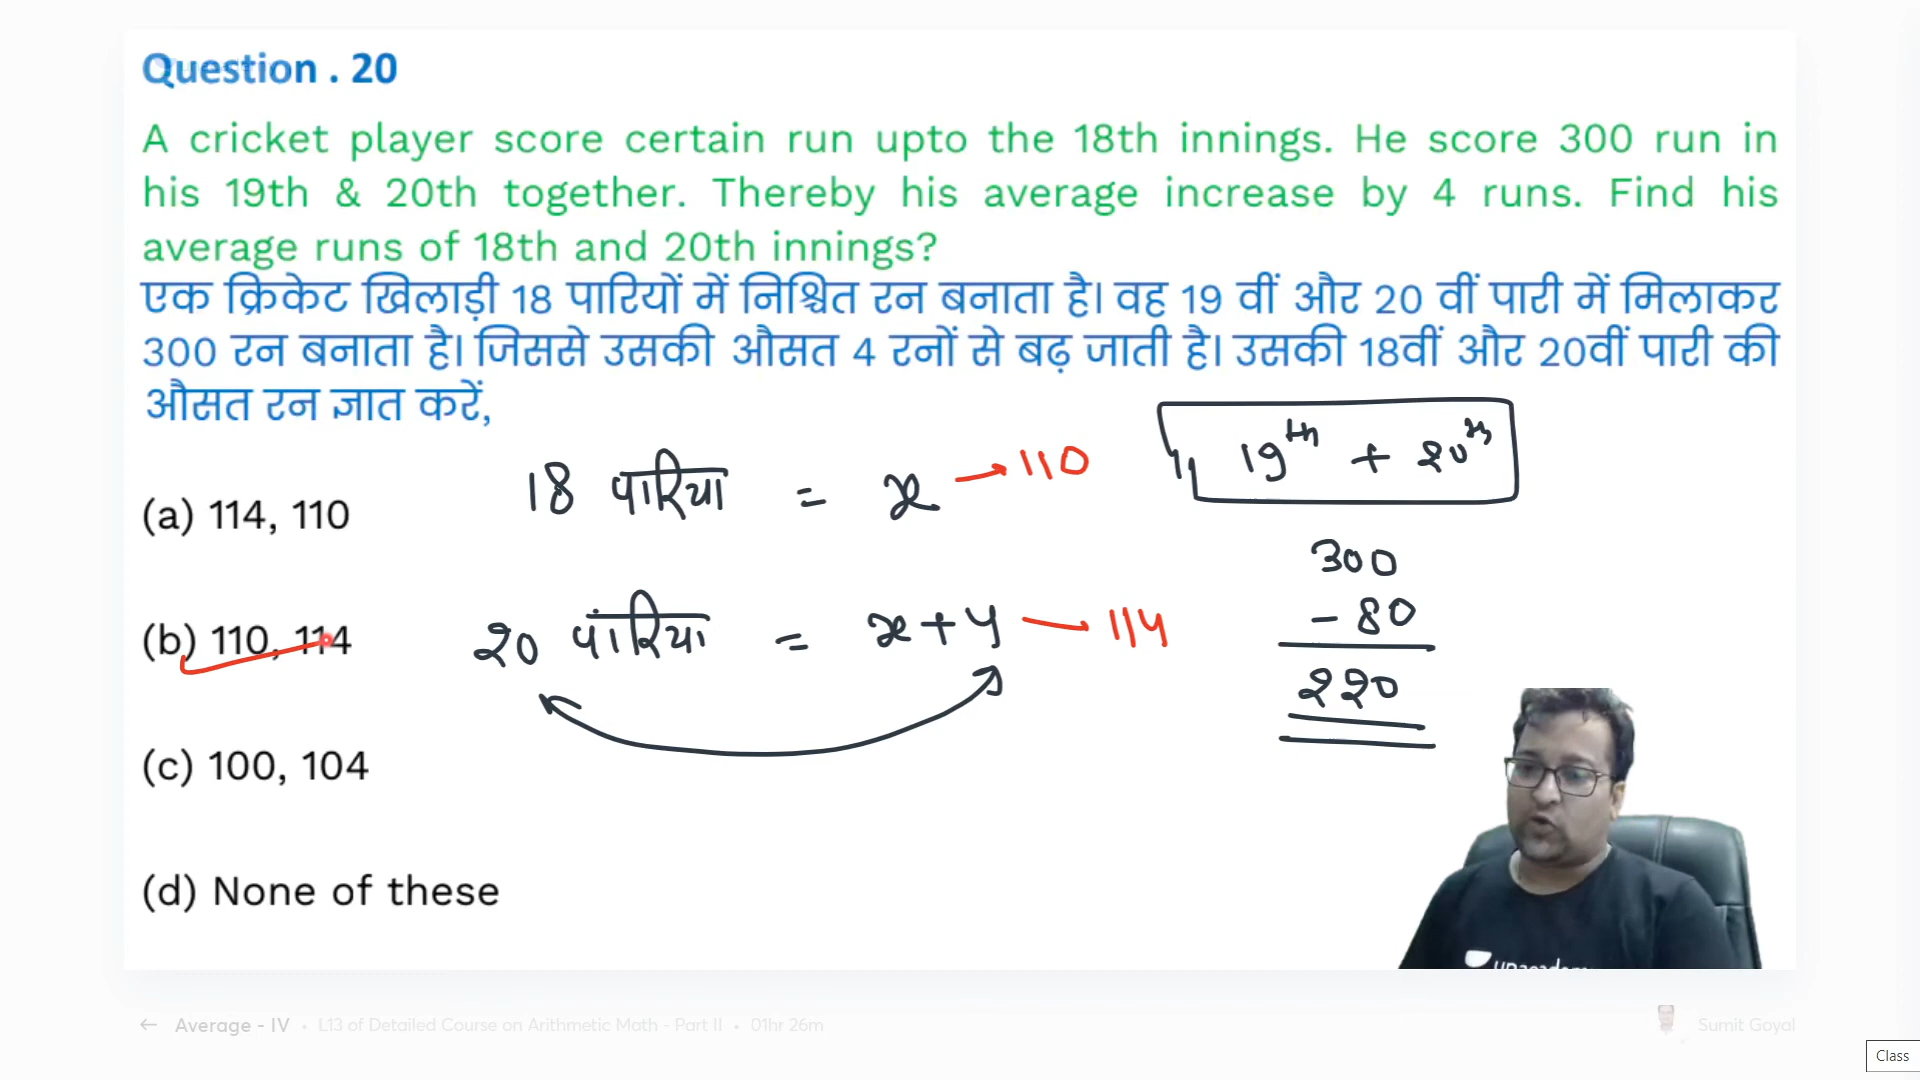 Question . 20
A cricket player score certain run upto the 18th innings. He score 300 run in
his 19th & 20th together. Thereby his average increase by 4 runs. Find his
average runs of 18th and 20th innings?
एक क्रिकेट खिलाड़ी 18 पारियों में निश्चित रन बनाता है। वह 19 वीं और 20 वीं पारी में मिलाकर
300 रन बनाता है। जिससे उसकी औसत 4 रनों से बढ़ जाती है। उसकी 18वीं और 20वीं पारी की
औसत रन ज्ञात करें,
19th + 20th
18 पारिया = x → 110
(a) 114, 110
300
- 80
220
20 पारिया = x+4 → 114
(b) 110, 114
(c) 100, 104
(d) None of these
← Average - IV • L13 of Detailed Course on Arithmetic Math - Part II • 01hr 26m
Sumit Goyal
Class